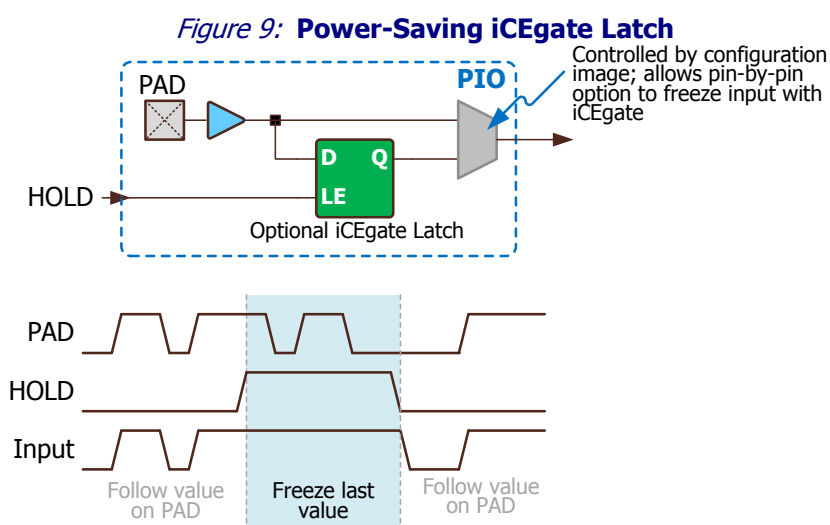 Figure 9: Power-Saving iCEgate Latch
Controlled by configuration
image; allows pin-by-pin
option to freeze input with
iCEgate
PIO
PAD
D Q
LE
HOLD
Optional iCEgate Latch
PAD
HOLD
Input
Follow value
on PAD
Freeze last
value
Follow value
on PAD